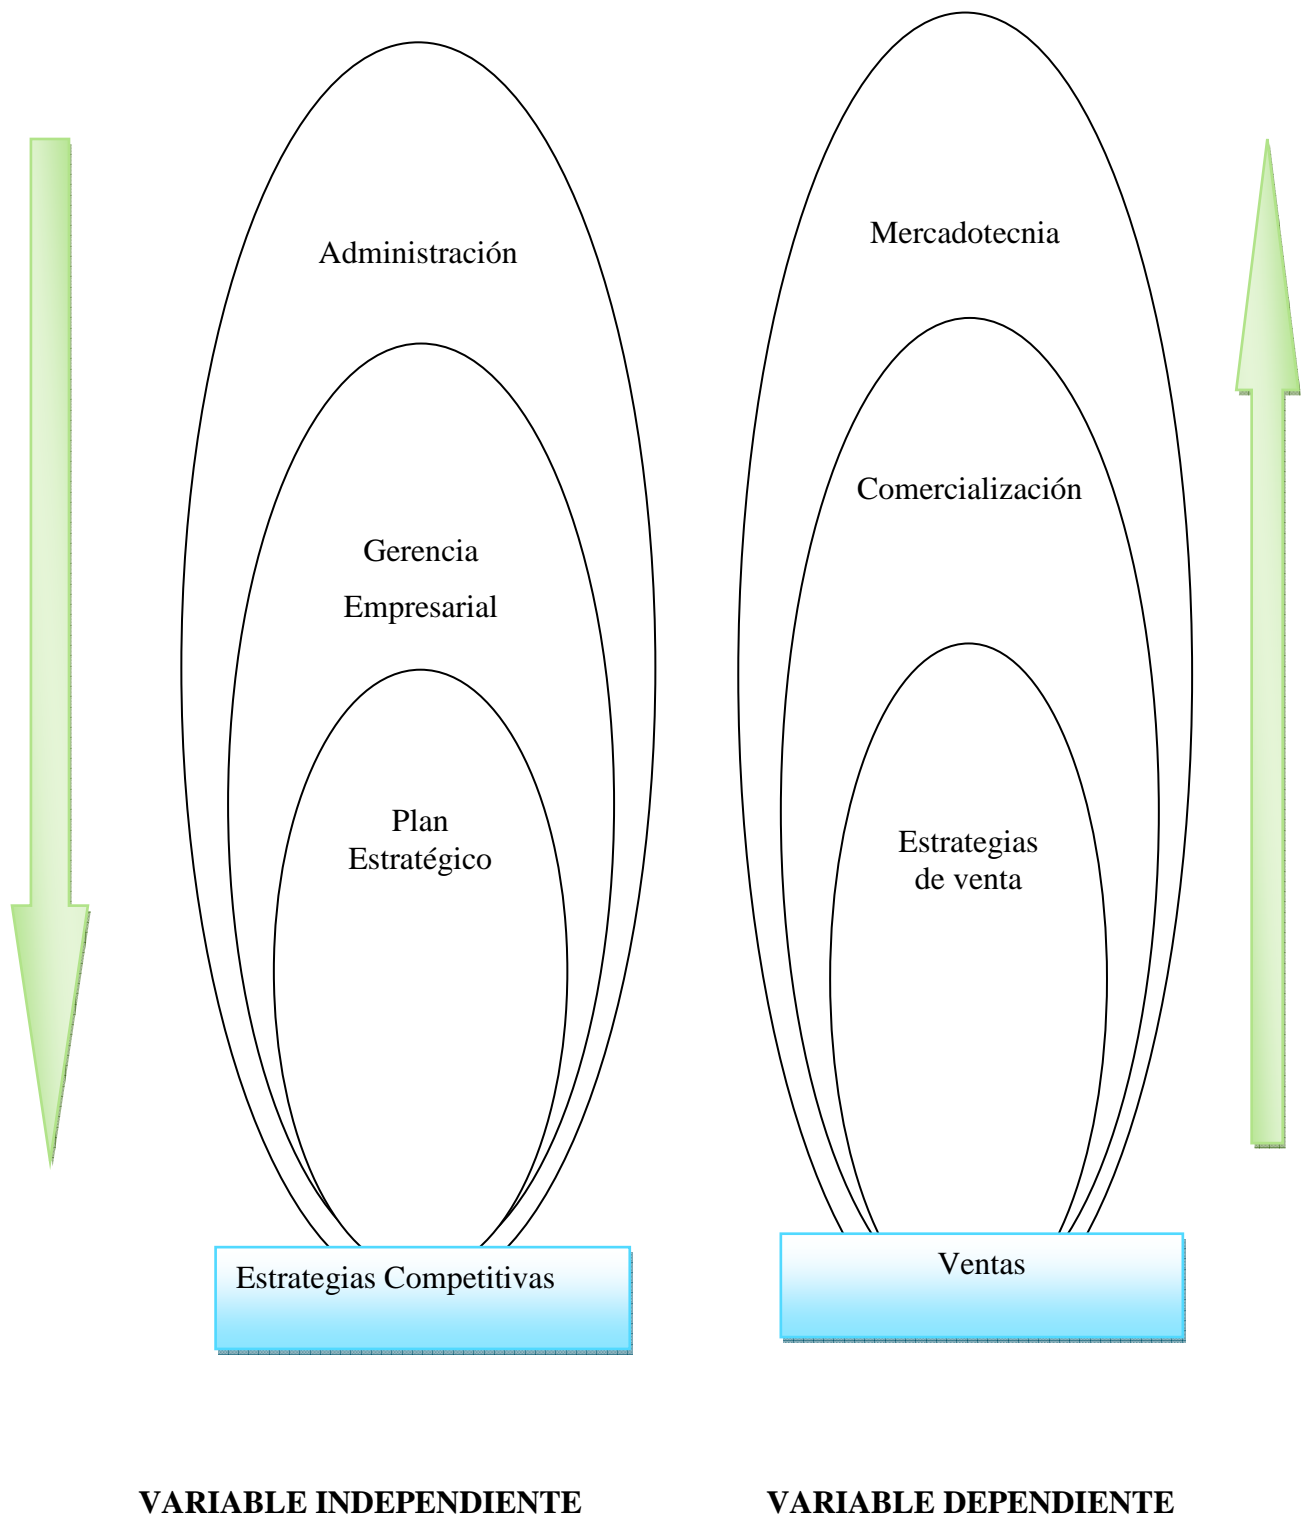 Administración
Gerencia
Empresarial
Plan
Estratégico
Estrategias Competitivas
VARIABLE INDEPENDIENTE
Mercadotecnia
Comercialización
Estrategias
de venta
Ventas
VARIABLE DEPENDIENTE